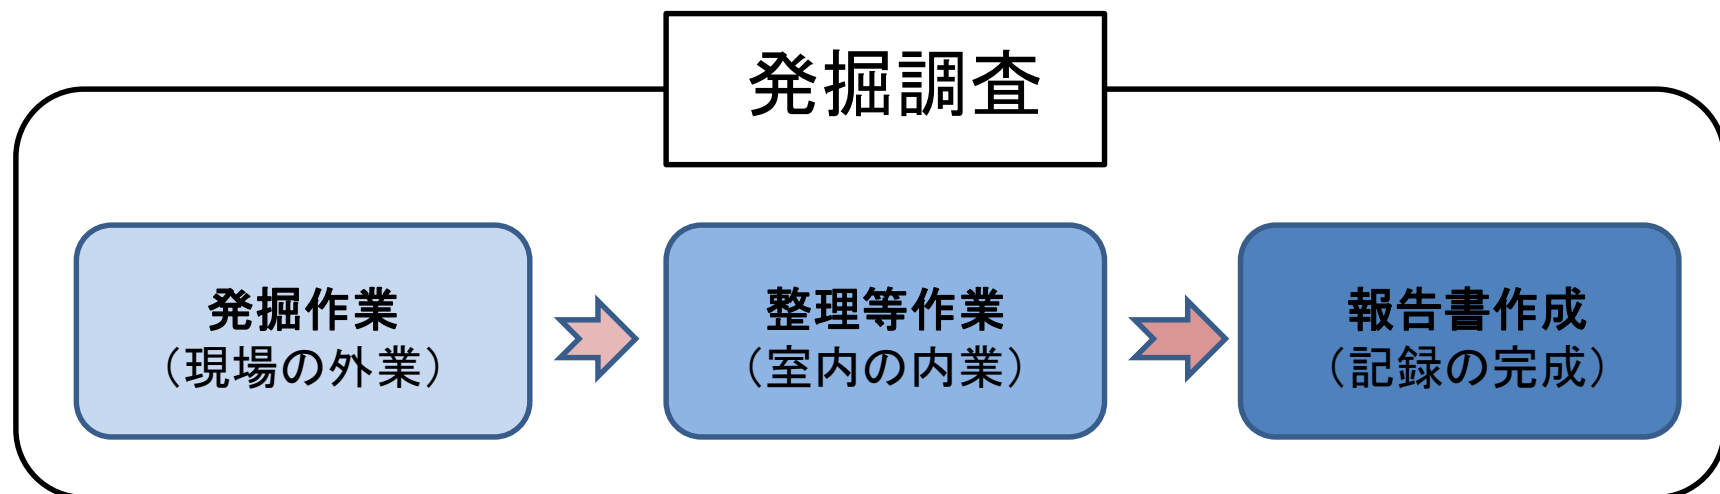 発掘調査
発掘作業
（現場の外業）
整理等作業
（室内の内業）
報告書作成
（記録の完成）